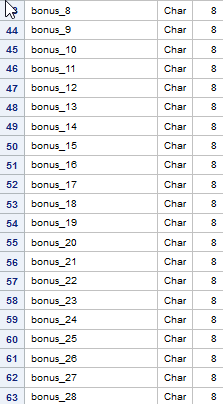 3 bonus_8 Char 8
44 bonus_9 Char 8
45 bonus_10 Char 8
46 bonus_11 Char 8
47 bonus_12 Char 8
48 bonus_13 Char 8
49 bonus_14 Char 8
50 bonus_15 Char 8
51 bonus_16 Char 8
52 bonus_17 Char 8
53 bonus_18 Char 8
54 bonus_19 Char 8
55 bonus_20 Char 8
56 bonus_21 Char 8
57 bonus_22 Char 8
58 bonus_23 Char 8
59 bonus_24 Char 8
60 bonus_25 Char 8
61 bonus_26 Char 8
62 bonus_27 Char 8
63 bonus_28 Char 8